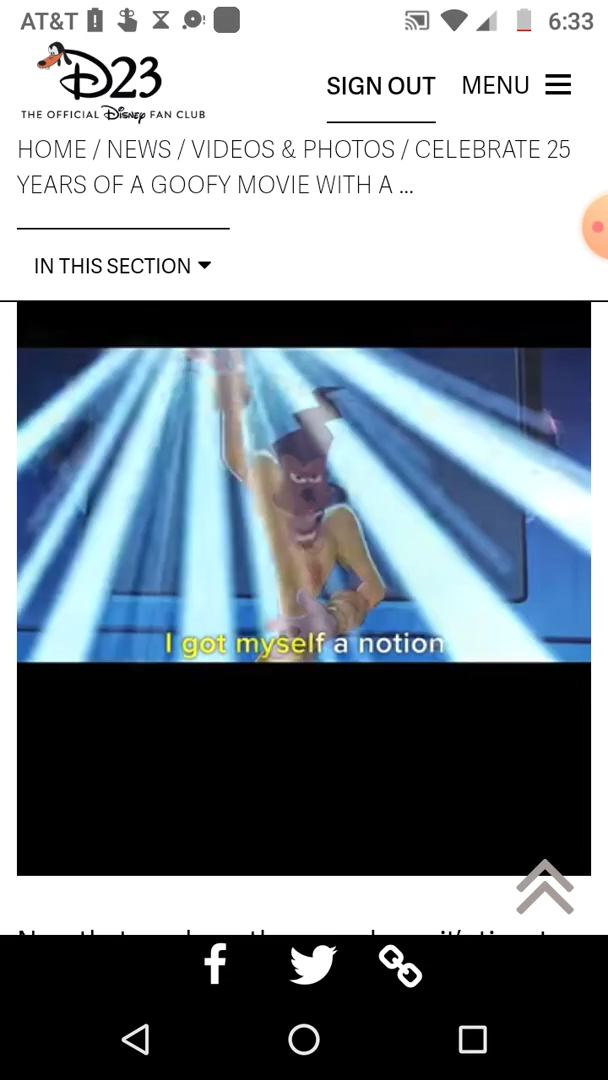 AT&T 6:33
D23
THE OFFICIAL Disney FAN CLUB
SIGN OUT MENU
HOME / NEWS / VIDEOS & PHOTOS / CELEBRATE 25
YEARS OF A GOOFY MOVIE WITH A ...
IN THIS SECTION
I got myself a notion